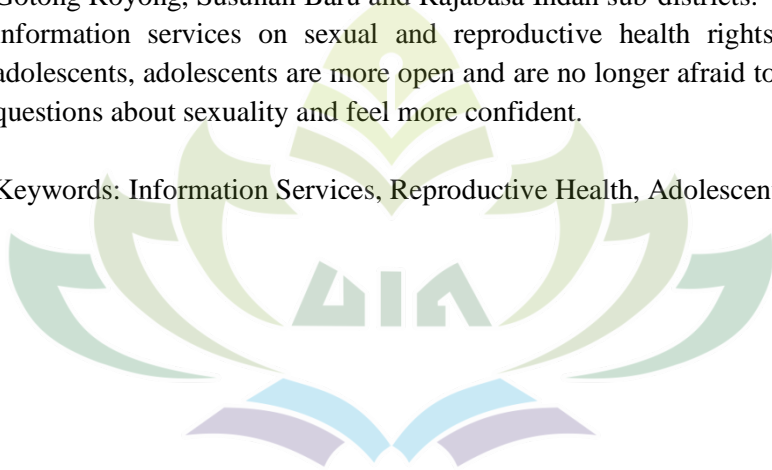 Gotong Royong, Susunan Baru and Rajabasa Indah sub-districts.
information services on sexual and reproductive health rights
adolescents, adolescents are more open and are no longer afraid to
questions about sexuality and feel more confident.
Keywords: Information Services, Reproductive Health, Adolescen
UIN